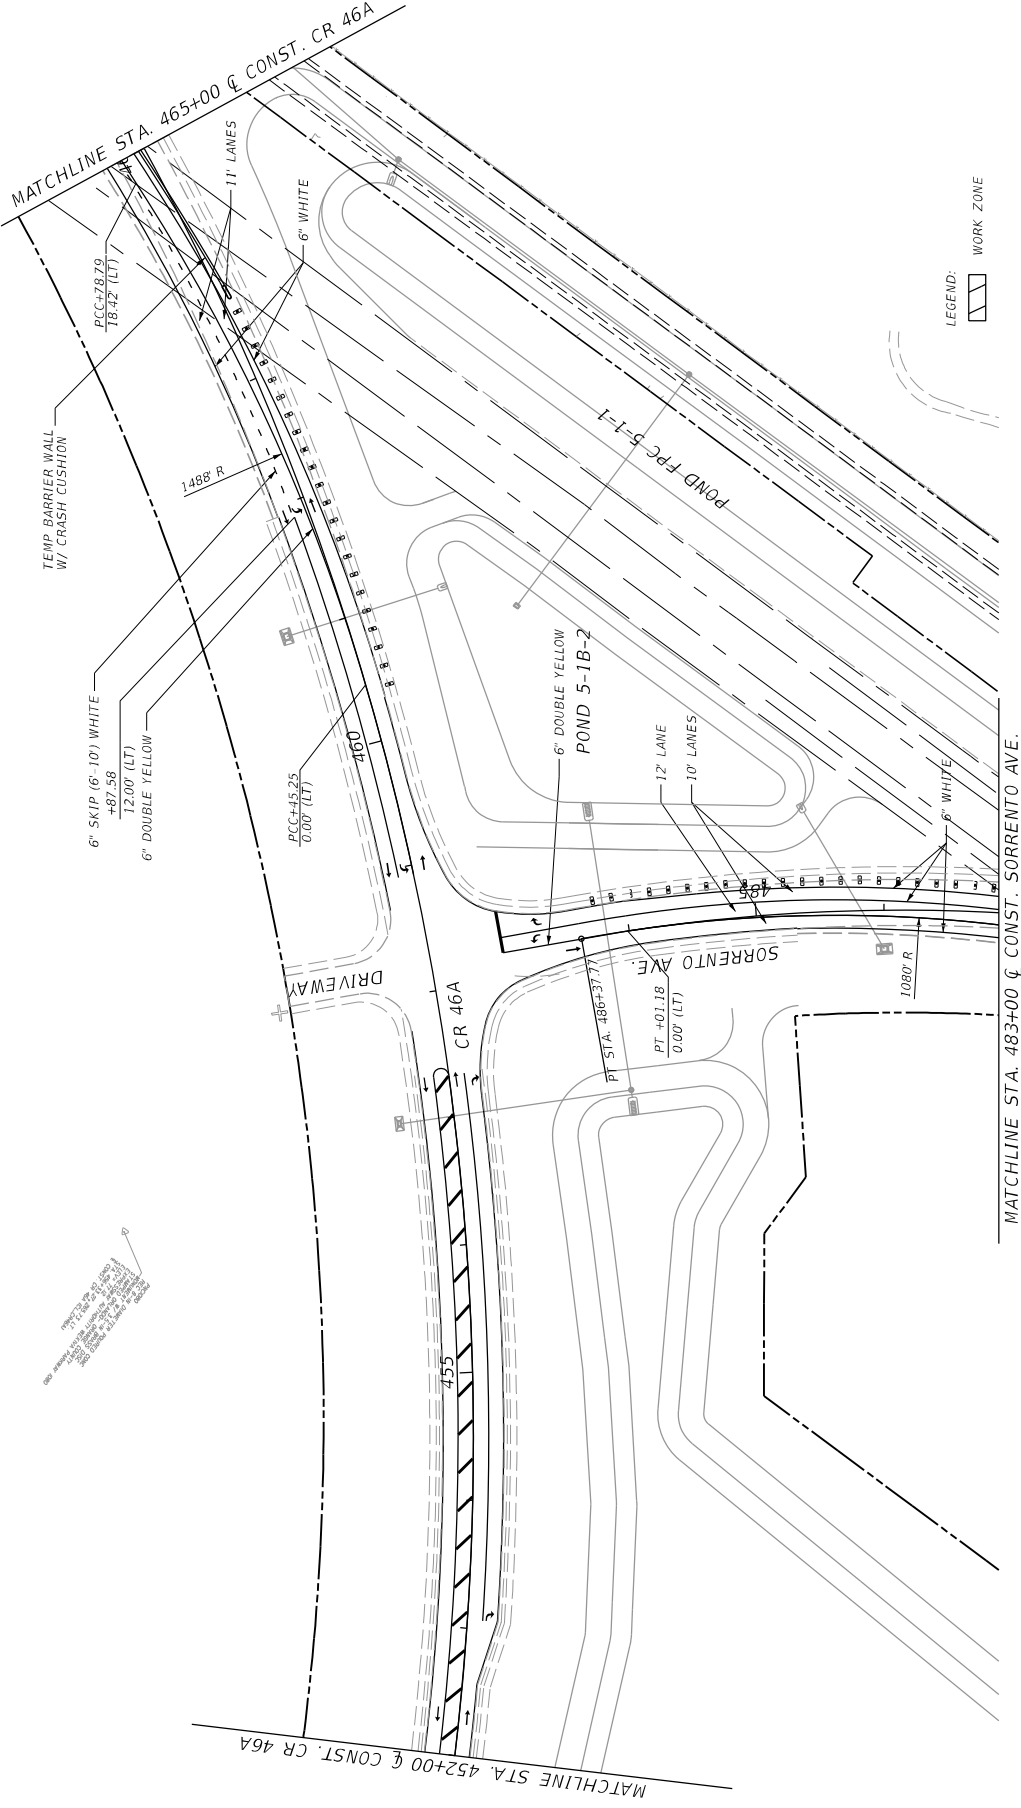 MATCHLINE STA. 465+00 ℄ CONST. CR 46A
PCC+78.79
18.42' (LT)
11' LANES
6" WHITE
TEMP BARRIER WALL
W/ CRASH CUSHION
1488' R
6" SKIP (6'-10') WHITE
+87.58
12.00' (LT)
6" DOUBLE YELLOW
PCC+45.25
0.00' (LT)
460
LEGEND:
WORK ZONE
POND FPC 5-1-1
POND 5-1B-2
6" DOUBLE YELLOW
12' LANE
10' LANES
6" WHITE
485
SORRENTO AVE.
1080' R
PT STA. 486+37.77
PT +01.18
0.00' (LT)
DRIVEWAY
CR 46A
455
MATCHLINE STA. 483+00 ℄ CONST. SORRENTO AVE.
MATCHLINE STA. 452+00 ℄ CONST. CR 46A